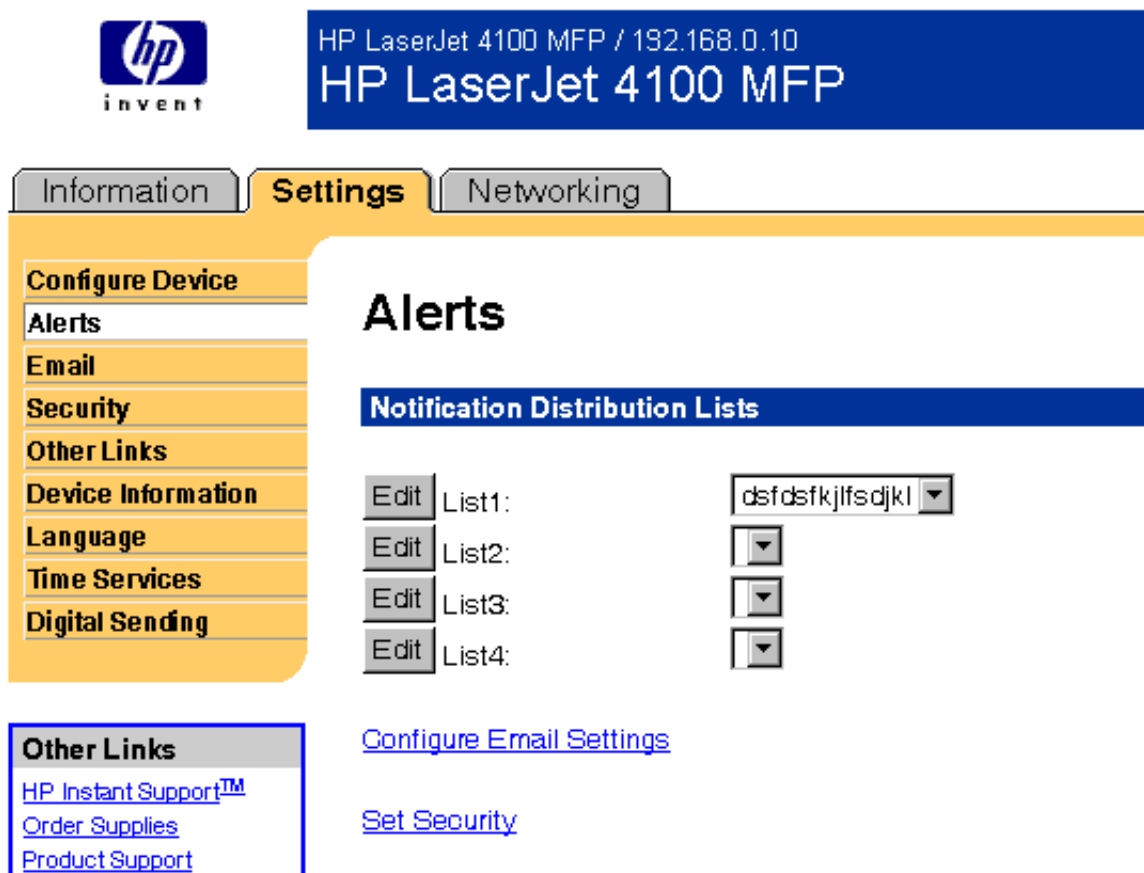 hp
invent
HP LaserJet 4100 MFP / 192.168.0.10
HP LaserJet 4100 MFP
Information
Settings
Networking
Configure Device
Alerts
Email
Security
Other Links
Device Information
Language
Time Services
Digital Sending
Other Links
HP Instant Support™
Order Supplies
Product Support
Alerts
Notification Distribution Lists
Edit List1: dsfdsfkjlfsdjkl
Edit List2:
Edit List3:
Edit List4:
Configure Email Settings
Set Security